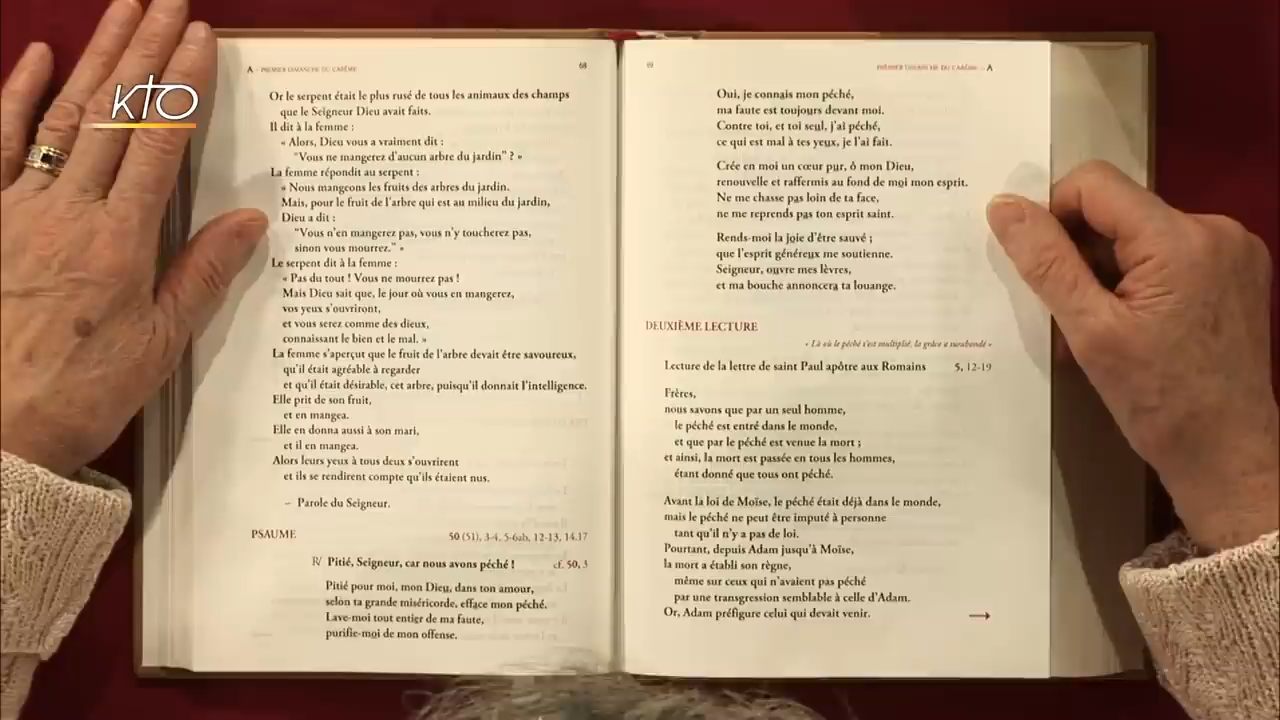 KTO
A – PREMIER DIMANCHE DU CARÊME
68
Or le serpent était le plus rusé de tous les animaux des champs
que le Seigneur Dieu avait faits.
Il dit à la femme :
« Alors, Dieu vous a vraiment dit :
“Vous ne mangerez d'aucun arbre du jardin” ? »
La femme répondit au serpent :
« Nous mangeons les fruits des arbres du jardin.
Mais, pour le fruit de l'arbre qui est au milieu du jardin,
Dieu a dit :
“Vous n'en mangerez pas, vous n'y toucherez pas,
sinon vous mourrez.” »
Le serpent dit à la femme :
« Pas du tout ! Vous ne mourrez pas !
Mais Dieu sait que, le jour où vous en mangerez,
vos yeux s'ouvriront,
et vous serez comme des dieux,
connaissant le bien et le mal. »
La femme s'aperçut que le fruit de l'arbre devait être savoureux,
qu'il était agréable à regarder
et qu'il était désirable, cet arbre, puisqu'il donnait l'intelligence.
Elle prit de son fruit,
et en mangea.
Elle en donna aussi à son mari,
et il en mangea.
Alors leurs yeux à tous deux s'ouvrirent
et ils se rendirent compte qu'ils étaient nus.
– Parole du Seigneur.
PSAUME 50 (51), 3-4, 5-6ab, 12-13, 14.17
R/ Pitié, Seigneur, car nous avons péché ! cf. 50, 3
Pitié pour moi, mon Dieu, dans ton amour,
selon ta grande miséricorde, efface mon péché.
Lave-moi tout entier de ma faute,
purifie-moi de mon offense.
69
PREMIER DIMANCHE DU CARÊME – A
Oui, je connais mon péché,
ma faute est toujours devant moi.
Contre toi, et toi seul, j'ai péché,
ce qui est mal à tes yeux, je l'ai fait.
Crée en moi un cœur pur, ô mon Dieu,
renouvelle et raffermis au fond de moi mon esprit.
Ne me chasse pas loin de ta face,
ne me reprends pas ton esprit saint.
Rends-moi la joie d'être sauvé ;
que l'esprit généreux me soutienne.
Seigneur, ouvre mes lèvres,
et ma bouche annoncera ta louange.
DEUXIÈME LECTURE
« Là où le péché s'est multiplié, la grâce a surabondé »
Lecture de la lettre de saint Paul apôtre aux Romains 5, 12-19
Frères,
nous savons que par un seul homme,
le péché est entré dans le monde,
et que par le péché est venue la mort ;
et ainsi, la mort est passée en tous les hommes,
étant donné que tous ont péché.
Avant la loi de Moïse, le péché était déjà dans le monde,
mais le péché ne peut être imputé à personne
tant qu'il n'y a pas de loi.
Pourtant, depuis Adam jusqu'à Moïse,
la mort a établi son règne,
même sur ceux qui n'avaient pas péché
par une transgression semblable à celle d'Adam.
Or, Adam préfigure celui qui devait venir.